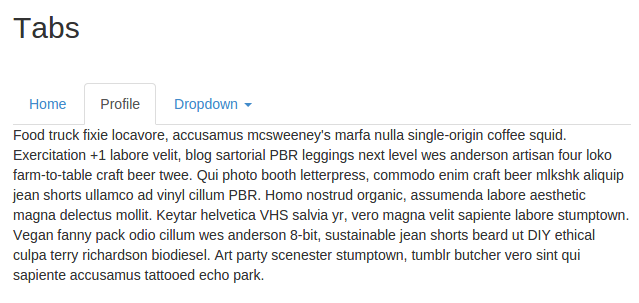 Tabs
Home Profile Dropdown
Food truck fixie locavore, accusamus mcsweeney's marfa nulla single-origin coffee squid.
Exercitation +1 labore velit, blog sartorial PBR leggings next level wes anderson artisan four loko
farm-to-table craft beer twee. Qui photo booth letterpress, commodo enim craft beer mlkshk aliquip
jean shorts ullamco ad vinyl cillum PBR. Homo nostrud organic, assumenda labore aesthetic
magna delectus mollit. Keytar helvetica VHS salvia yr, vero magna velit sapiente labore stumptown.
Vegan fanny pack odio cillum wes anderson 8-bit, sustainable jean shorts beard ut DIY ethical
culpa terry richardson biodiesel. Art party scenester stumptown, tumblr butcher vero sint qui
sapiente accusamus tattooed echo park.